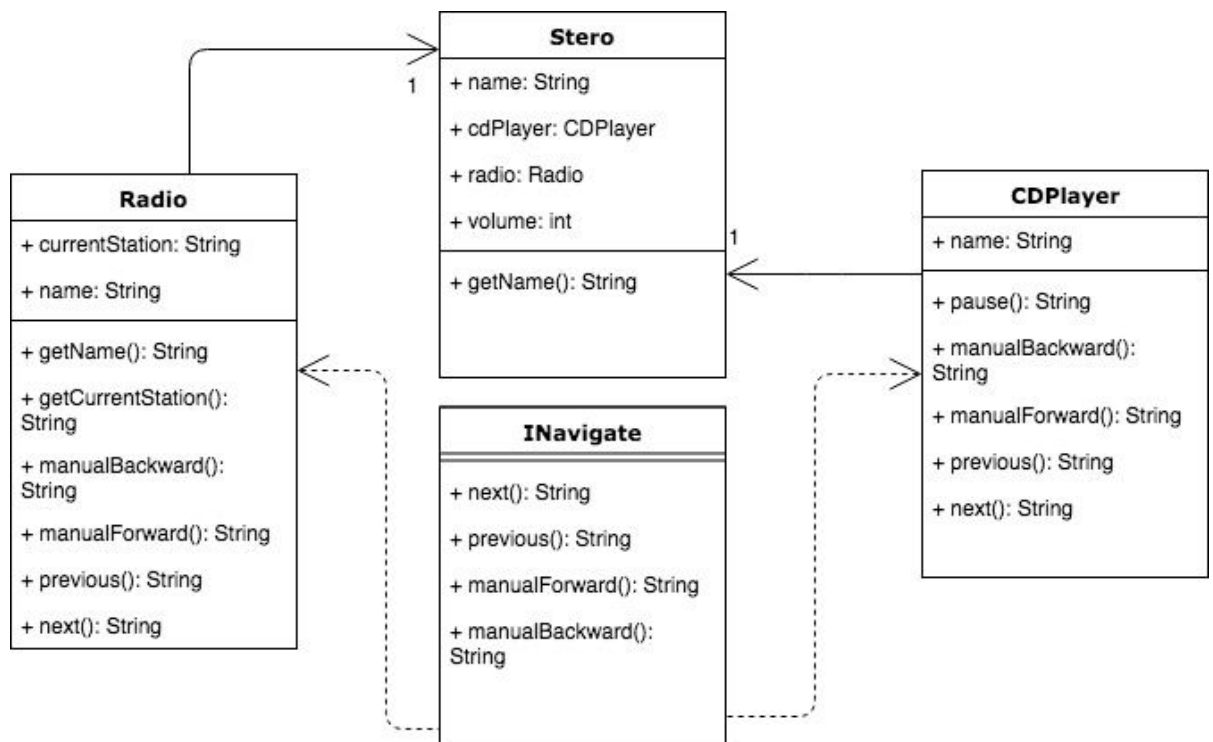 Stero
+ name: String
+ cdPlayer: CDPlayer
+ radio: Radio
+ volume: int
+ getName(): String
1
1
Radio
+ currentStation: String
+ name: String
+ getName(): String
+ getCurrentStation():
String
+ manualBackward():
String
+ manualForward(): String
+ previous(): String
+ next(): String
INavigate
+ next(): String
+ previous(): String
+ manualForward(): String
+ manualBackward():
String
CDPlayer
+ name: String
+ pause(): String
+ manualBackward():
String
+ manualForward(): String
+ previous(): String
+ next(): String